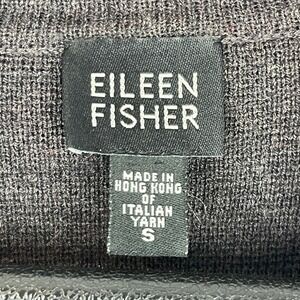 EILEEN
FISHER
MADE IN
HONG KONG
OF
ITALIAN
YARN
S